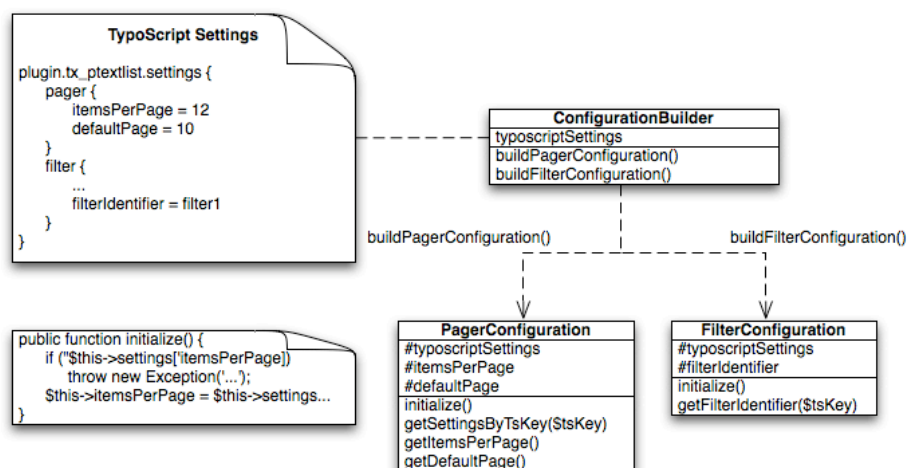 TypoScript Settings
plugin.tx_ptextlist.settings {
pager {
itemsPerPage = 12
defaultPage = 10
}
filter {
...
filterIdentifier = filter1
}
}
ConfigurationBuilder
typoscriptSettings
buildPagerConfiguration()
buildFilterConfiguration()
buildPagerConfiguration()
buildFilterConfiguration()
public function initialize() {
if ("$this->settings['itemsPerPage])
throw new Exception('...');
$this->itemsPerPage = $this->settings...
}
PagerConfiguration
#typoscriptSettings
#itemsPerPage
#defaultPage
initialize()
getSettingsByTsKey($tsKey)
getItemsPerPage()
getDefaultPage()
FilterConfiguration
#typoscriptSettings
#filterIdentifier
initialize()
getFilterIdentifier($tsKey)